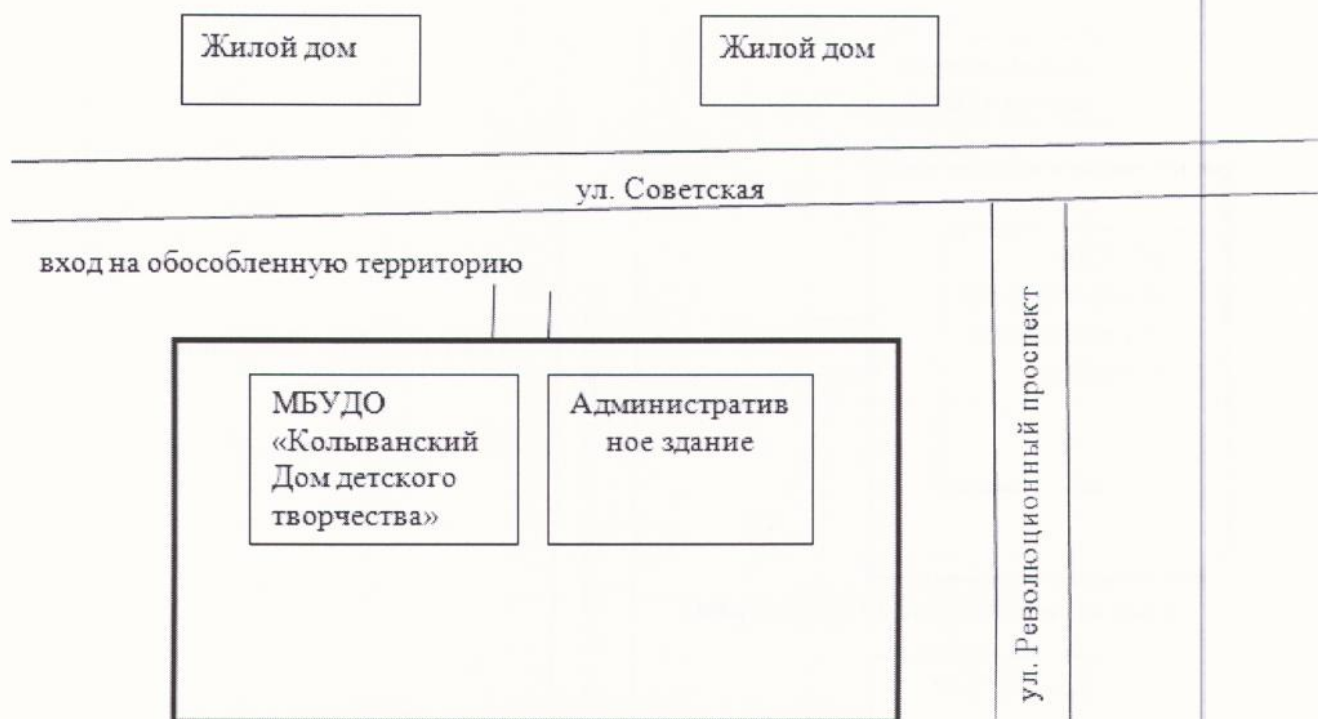 Жилой дом
Жилой дом
ул. Советская
вход на обособленную территорию
МБУДО
«Колыванский
Дом детского
творчества»
Административ
ное здание
ул. Революционный проспект